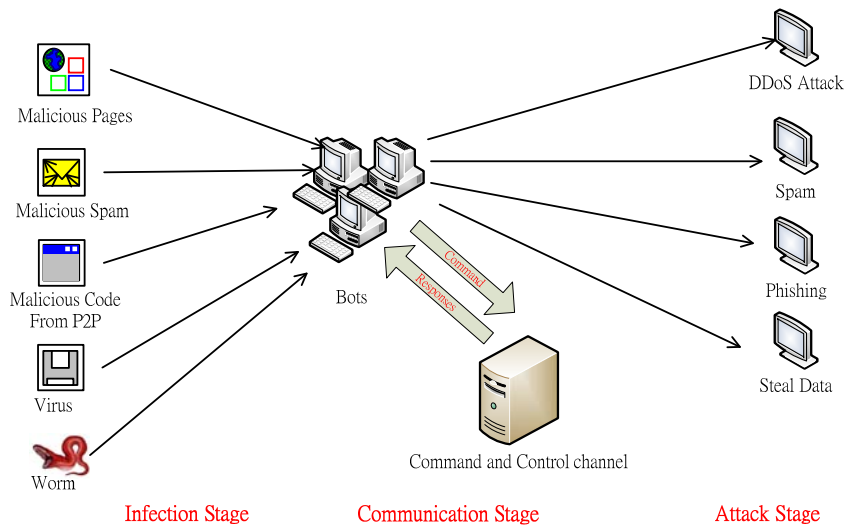 Malicious Pages
Malicious Spam
Malicious Code
From P2P
Virus
Worm
Bots
Command
Responses
Command and Control channel
DDoS Attack
Spam
Phishing
Steal Data
Infection Stage
Communication Stage
Attack Stage